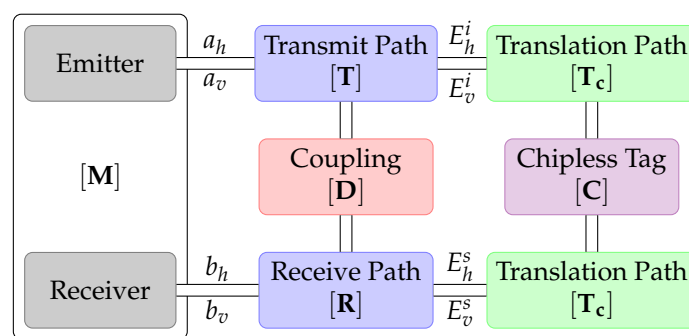 Emitter
a_h
a_v
Transmit Path
[T]
E_h^i
E_v^i
Translation Path
[T_c]
[M]
Coupling
[D]
Chipless Tag
[C]
Receiver
b_h
b_v
Receive Path
[R]
E_h^s
E_v^s
Translation Path
[T_c]